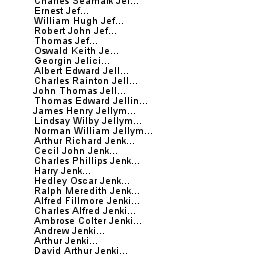 Charles Seamaik Jef...
Ernest Jef...
William Hugh Jef...
Robert John Jef...
Thomas Jef...
Oswald Keith Je...
Georgin Jelici...
Albert Edward Jell...
Charles Rainton Jell...
John Thomas Jell...
Thomas Edward Jellin...
James Henry Jellym...
Lindsay Wilby Jellym...
Norman William Jellym...
Arthur Richard Jenk...
Cecil John Jenk...
Charles Phillips Jenk...
Harry Jenk...
Hedley Oscar Jenk...
Ralph Meredith Jenk...
Alfred Fillmore Jenki...
Charles Alfred Jenki...
Ambrose Colter Jenki...
Andrew Jenki...
Arthur Jenki...
David Arthur Jenki...